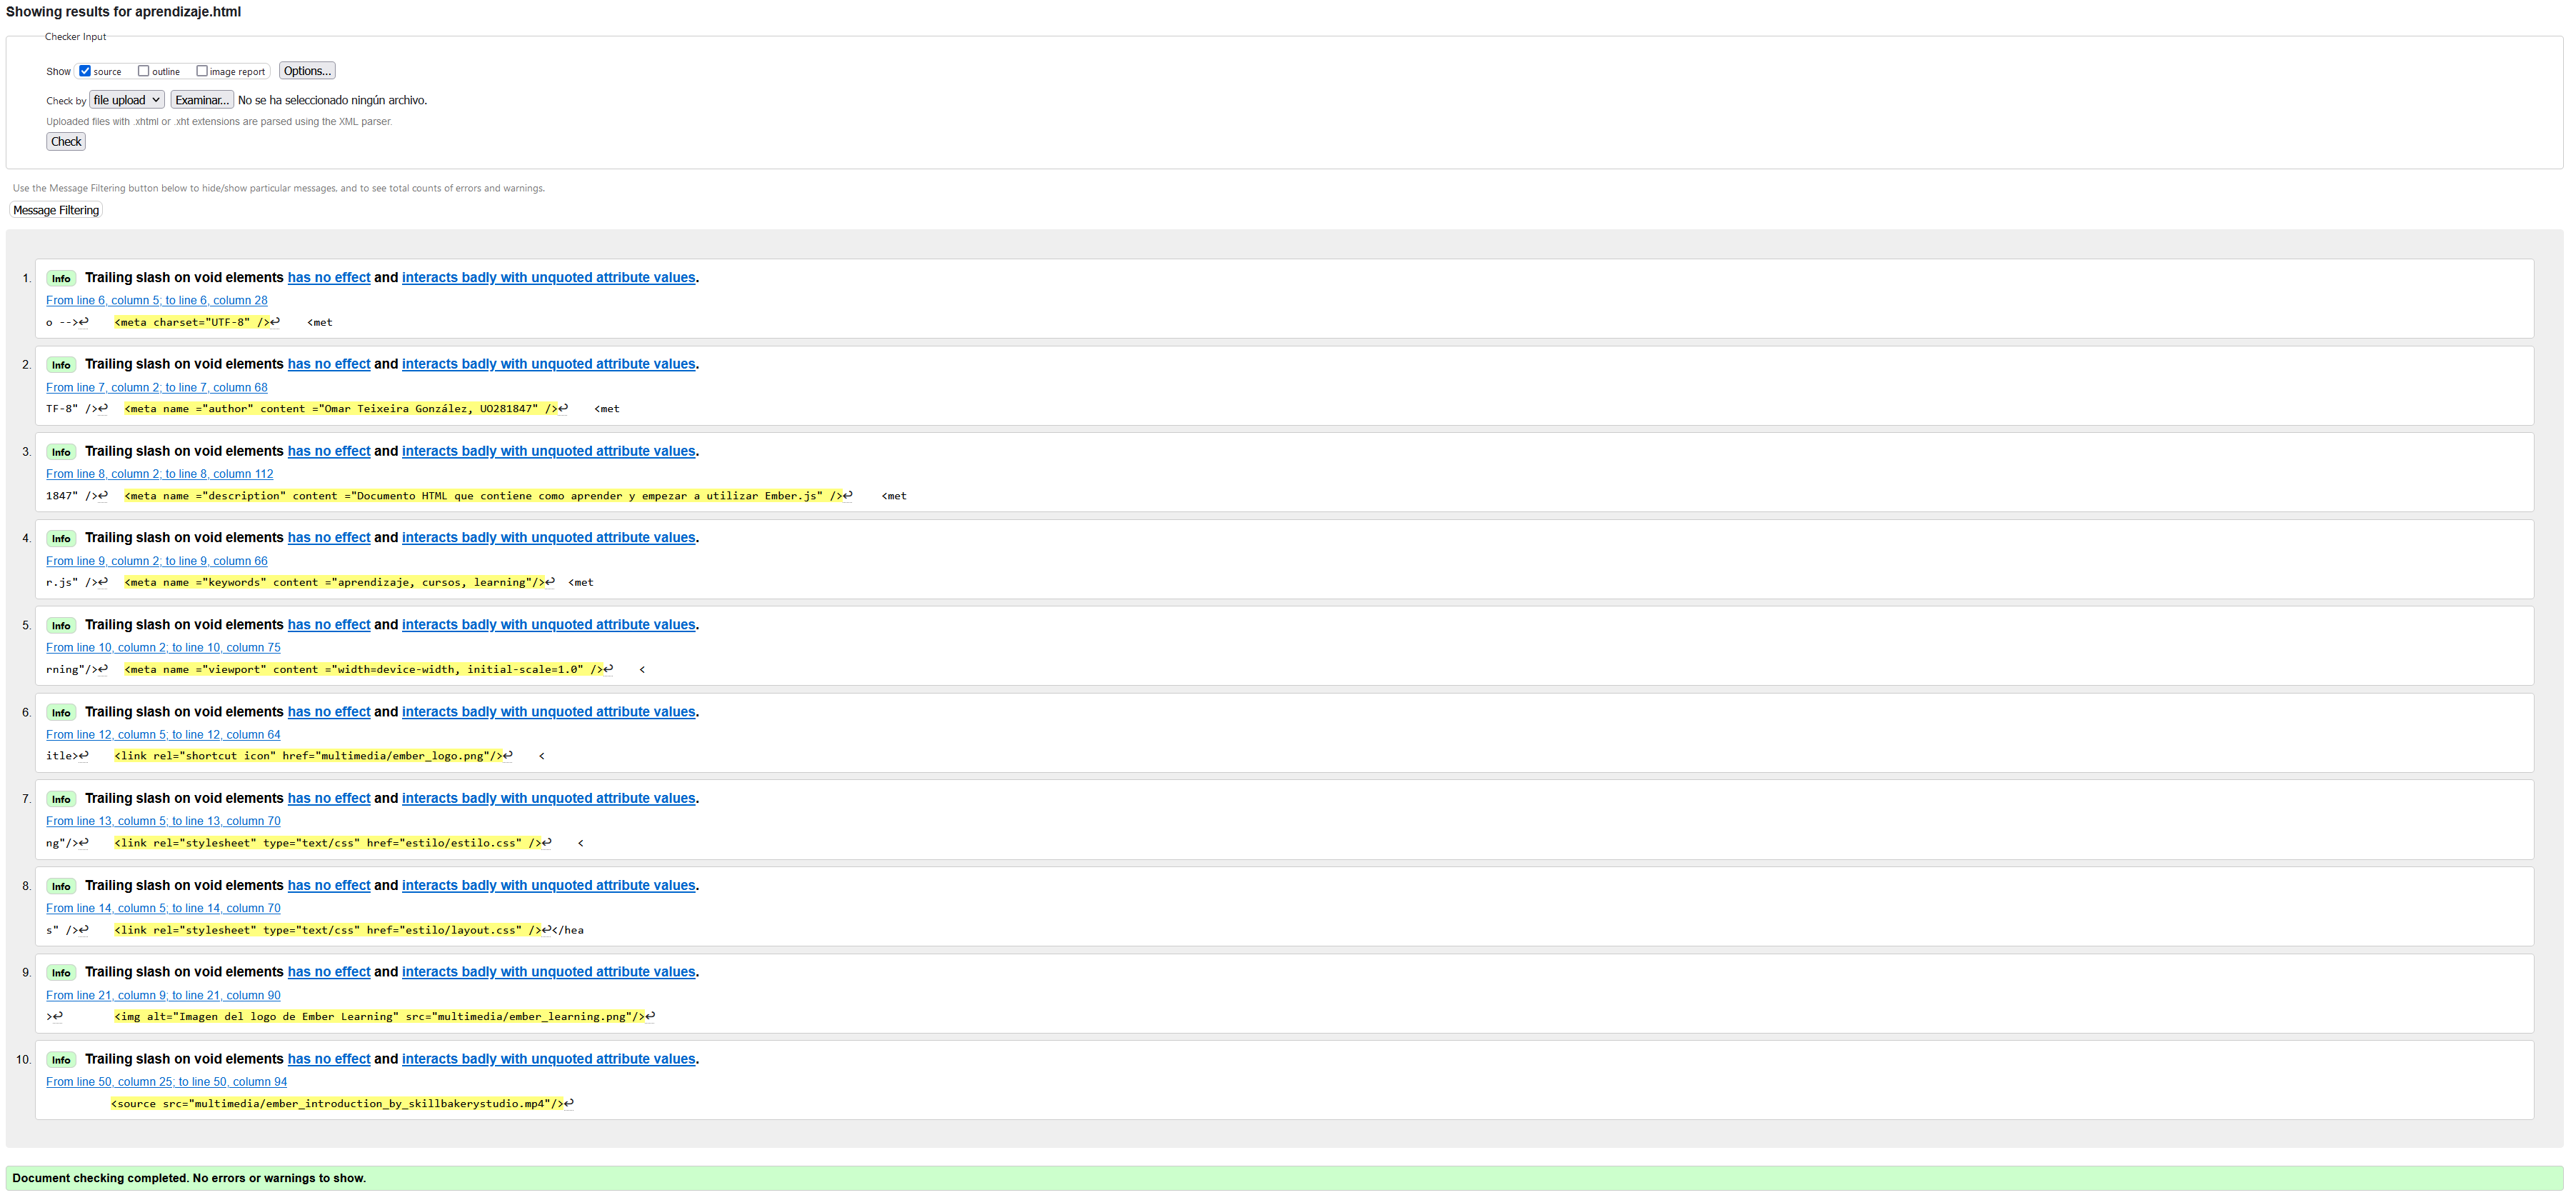 Showing results for aprendizaje.html
Checker Input
Show source outline image report Options...
Check by file upload Examinar... No se ha seleccionado ningún archivo.
Uploaded files with .xhtml or .xht extensions are parsed using the XML parser.
Check
Use the Message Filtering button below to hide/show particular messages, and to see total counts of errors and warnings.
Message Filtering
1. Info Trailing slash on void elements has no effect and interacts badly with unquoted attribute values.
From line 6, column 5; to line 6, column 28
o -->↩    <meta charset="UTF-8" />↩    <met
2. Info Trailing slash on void elements has no effect and interacts badly with unquoted attribute values.
From line 7, column 2; to line 7, column 68
TF-8" />↩ <meta name ="author" content ="Omar Teixeira González, UO281847" />↩    <met
3. Info Trailing slash on void elements has no effect and interacts badly with unquoted attribute values.
From line 8, column 2; to line 8, column 112
1847" />↩ <meta name ="description" content ="Documento HTML que contiene como aprender y empezar a utilizar Ember.js" />↩    <met
4. Info Trailing slash on void elements has no effect and interacts badly with unquoted attribute values.
From line 9, column 2; to line 9, column 66
r.js" />↩ <meta name ="keywords" content ="aprendizaje, cursos, learning"/>↩ <met
5. Info Trailing slash on void elements has no effect and interacts badly with unquoted attribute values.
From line 10, column 2; to line 10, column 75
rning"/>↩ <meta name ="viewport" content ="width=device-width, initial-scale=1.0" />↩    <
6. Info Trailing slash on void elements has no effect and interacts badly with unquoted attribute values.
From line 12, column 5; to line 12, column 64
itle>↩    <link rel="shortcut icon" href="multimedia/ember_logo.png"/>↩    <
7. Info Trailing slash on void elements has no effect and interacts badly with unquoted attribute values.
From line 13, column 5; to line 13, column 70
ng"/>↩    <link rel="stylesheet" type="text/css" href="estilo/estilo.css" />↩    <
8. Info Trailing slash on void elements has no effect and interacts badly with unquoted attribute values.
From line 14, column 5; to line 14, column 70
s" />↩    <link rel="stylesheet" type="text/css" href="estilo/layout.css" />↩</hea
9. Info Trailing slash on void elements has no effect and interacts badly with unquoted attribute values.
From line 21, column 9; to line 21, column 90
>↩        <img alt="Imagen del logo de Ember Learning" src="multimedia/ember_learning.png"/>↩
10. Info Trailing slash on void elements has no effect and interacts badly with unquoted attribute values.
From line 50, column 25; to line 50, column 94
<source src="multimedia/ember_introduction_by_skillbakerystudio.mp4"/>↩
Document checking completed. No errors or warnings to show.